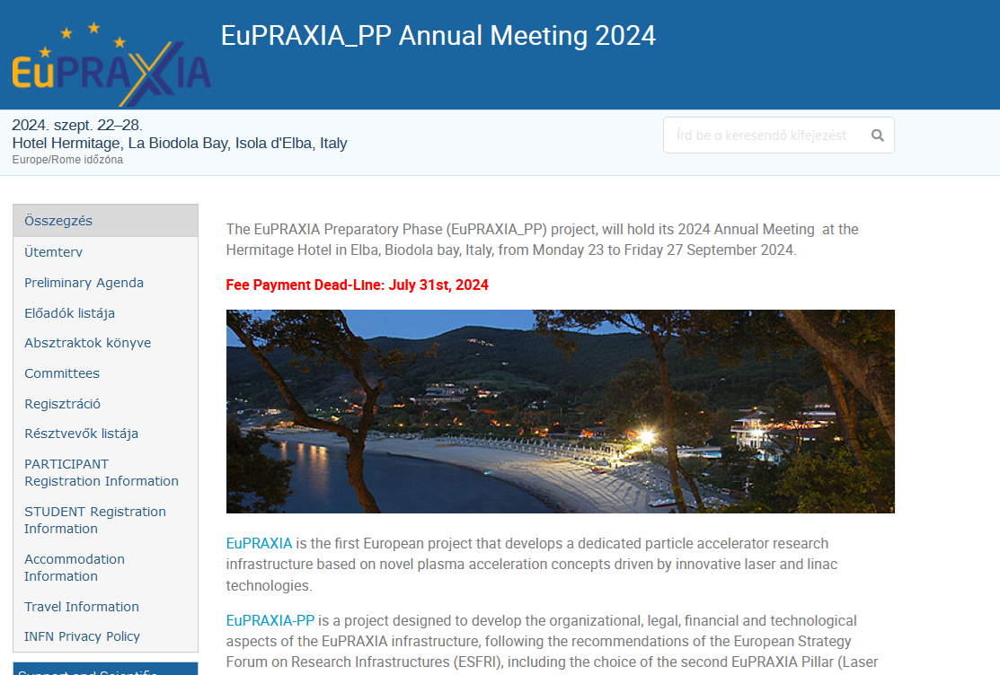 EuPRAXIA
EuPRAXIA_PP Annual Meeting 2024
2024. szept. 22–28.
Hotel Hermitage, La Biodola Bay, Isola d'Elba, Italy
Europe/Rome időzóna
Írd be a keresendő kifejezést
Összegzés
Ütemterv
Preliminary Agenda
Előadók listája
Absztraktok könyve
Committees
Regisztráció
Résztvevők listája
PARTICIPANT
Registration Information
STUDENT Registration
Information
Accommodation
Information
Travel Information
INFN Privacy Policy
Support and Scientific
The EuPRAXIA Preparatory Phase (EuPRAXIA_PP) project, will hold its 2024 Annual Meeting  at the
Hermitage Hotel in Elba, Biodola bay, Italy, from Monday 23 to Friday 27 September 2024.
Fee Payment Dead-LIne: July 31st, 2024
EuPRAXIA is the first European project that develops a dedicated particle accelerator research
infrastructure based on novel plasma acceleration concepts driven by innovative laser and linac
technologies.
EuPRAXIA-PP is a project designed to develop the organizational, legal, financial and technological
aspects of the EuPRAXIA infrastructure, following the recommendations of the European Strategy
Forum on Research Infrastructures (ESFRI), including the choice of the second EuPRAXIA Pillar (Laser